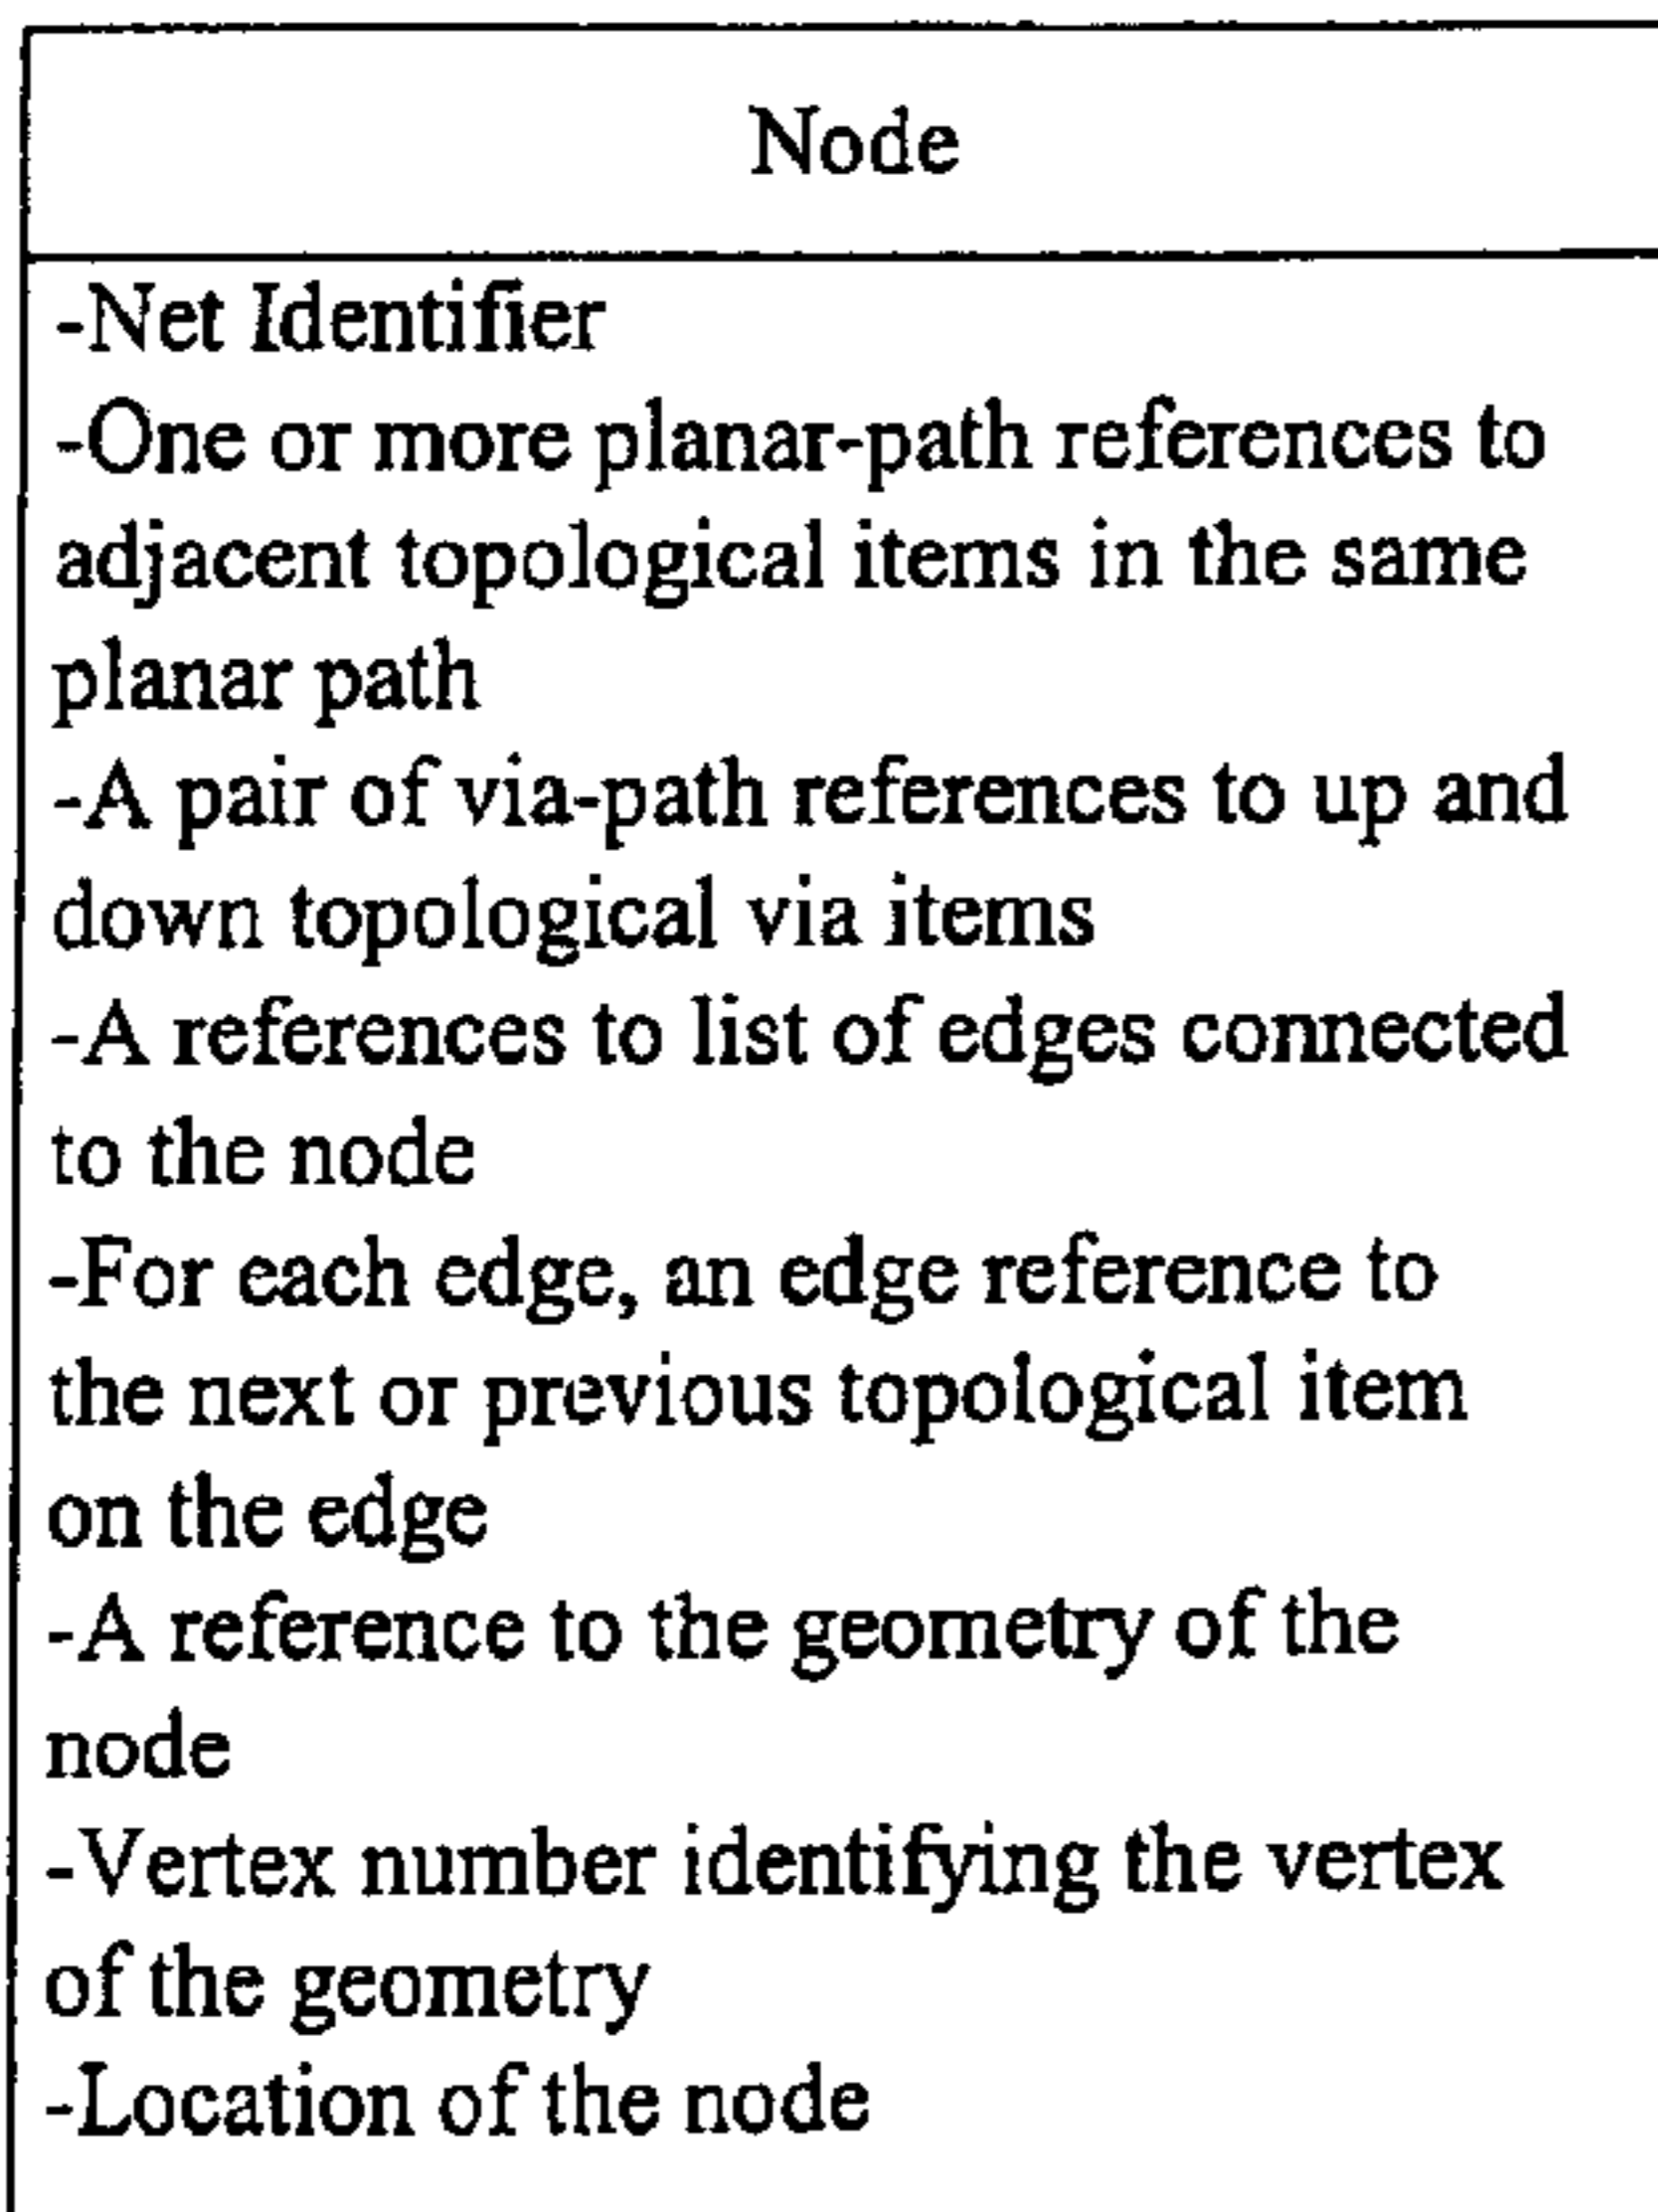 Node
-Net Identifier
-One or more planar-path references to
adjacent topological items in the same
planar path
-A pair of via-path references to up and
down topological via items
-A references to list of edges connected
to the node
-For each edge, an edge reference to
the next or previous topological item
on the edge
-A reference to the geometry of the
node
-Vertex number identifying the vertex
of the geometry
-Location of the node